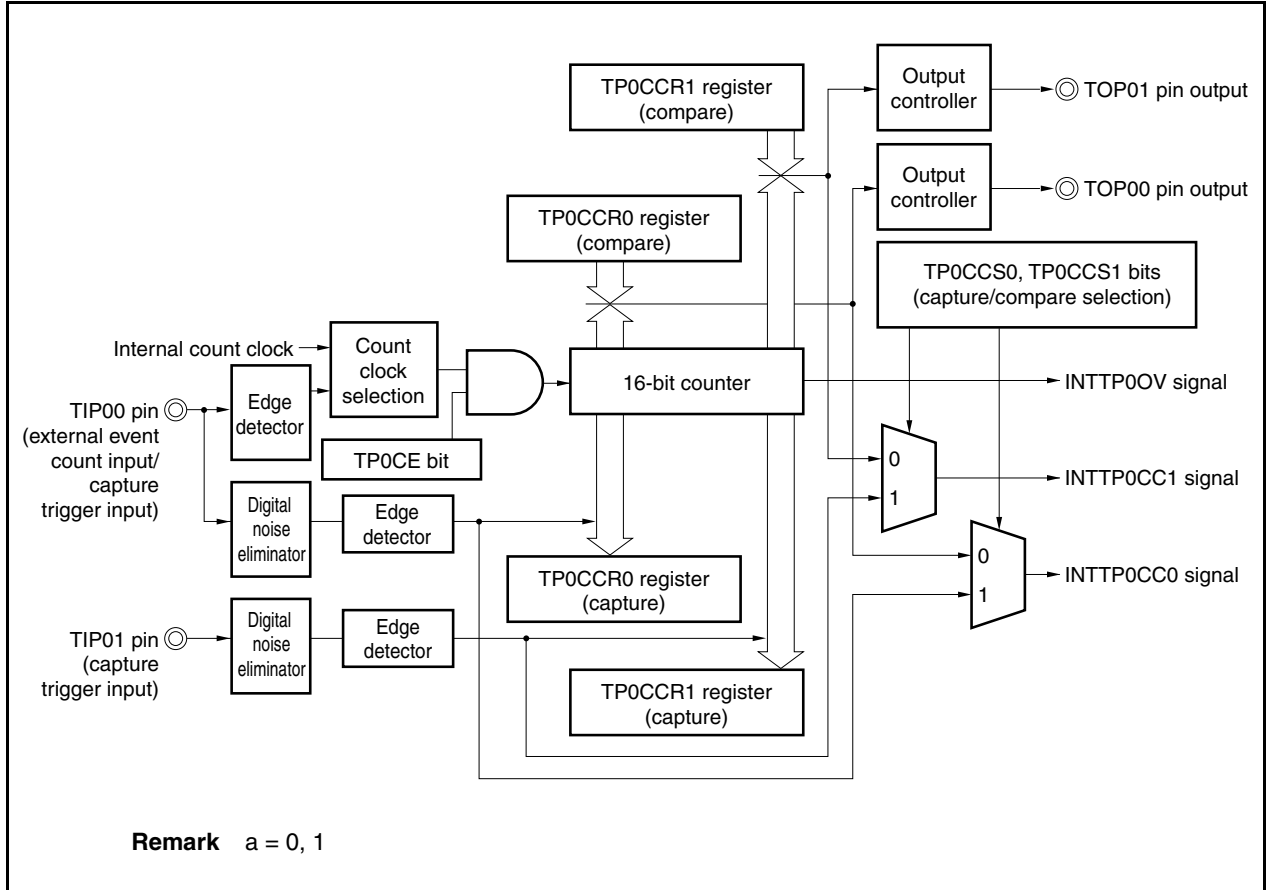 TP0CCR1 register
(compare)
Output
controller
TOP01 pin output
Output
controller
TOP00 pin output
TP0CCR0 register
(compare)
TP0CCS0, TP0CCS1 bits
(capture/compare selection)
Internal count clock
Count
clock
selection
16-bit counter
INTTP0OV signal
TIP00 pin
(external event
count input/
capture
trigger input)
Edge
detector
TP0CE bit
0
1
INTTP0CC1 signal
Digital
noise
eliminator
Edge
detector
TP0CCR0 register
(capture)
0
1
INTTP0CC0 signal
TIP01 pin
(capture
trigger input)
Digital
noise
eliminator
Edge
detector
TP0CCR1 register
(capture)
Remark a = 0, 1